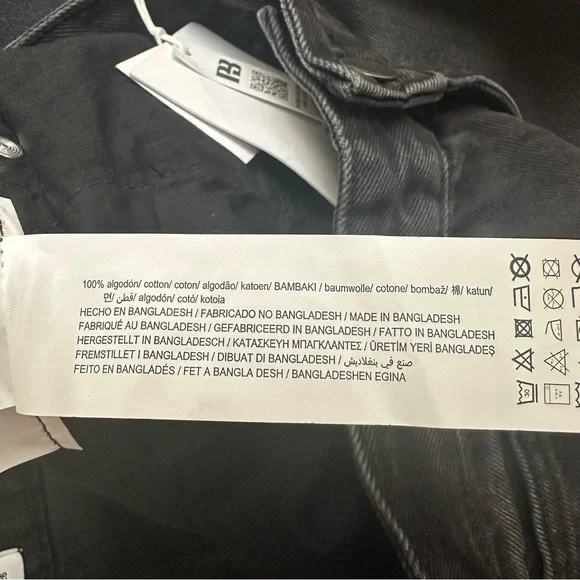 B
100% algodón/ cotton/ coton/ algodão/ katoen/ BAMBAKI / baumwolle/ cotone/ bombaž/ 棉/ katun/
면/ قطن/ algodón/ cotó/ kotoia
HECHO EN BANGLADESH / FABRICADO NO BANGLADESH / MADE IN BANGLADESH
FABRIQUÉ AU BANGLADESH / GEFABRICEERD IN BANGLADESH / FATTO IN BANGLADESH
HERGESTELLT IN BANGLADESCH / ΚΑΤΑΣΚΕΥΗ ΜΠΑΓΚΛΑΝΤΕΣ / ÜRETİM YERİ BANGLADEŞ
FREMSTILLET I BANGLADESH / DIBUAT DI BANGLADESH / صنع في بنغلاديش
FEITO EN BANGLADÉS / FET A BANGLA DESH / BANGLADESHEN EGINA
30